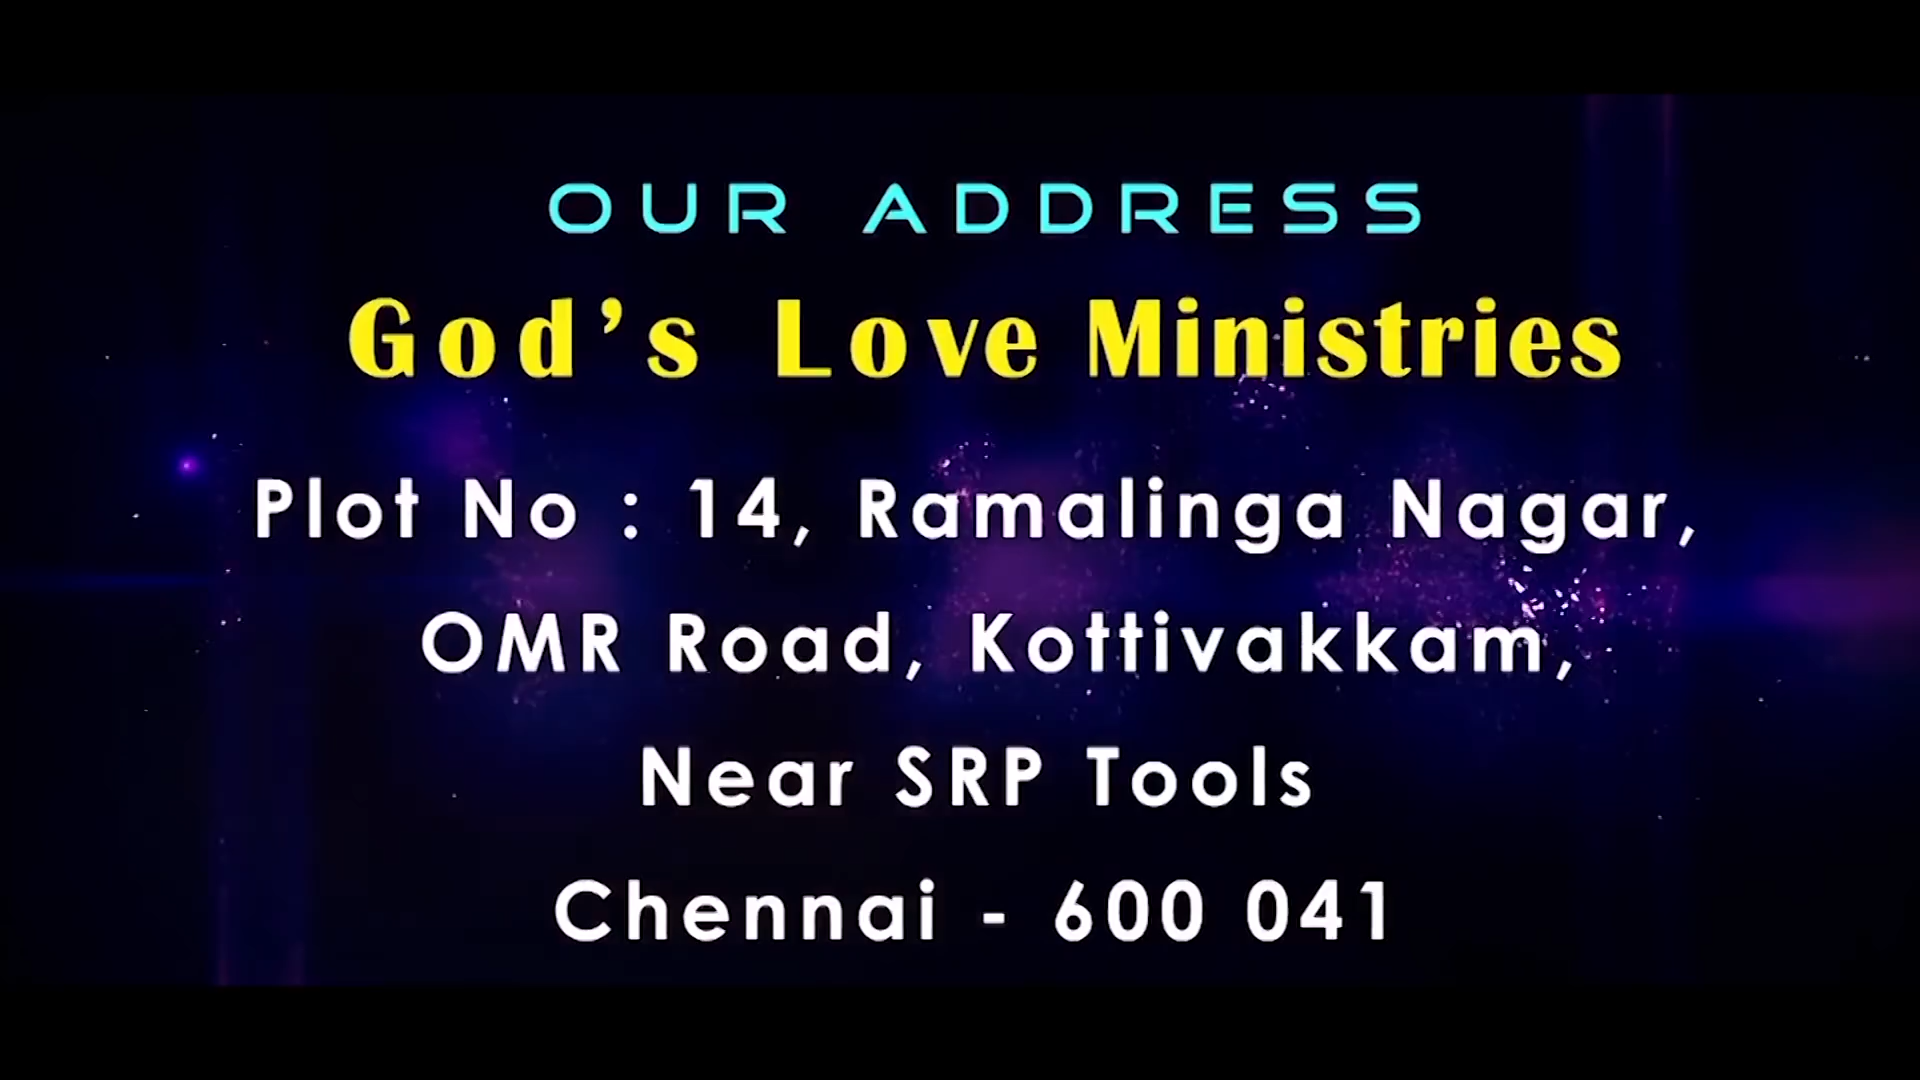 OUR ADDRESS
God’s Love Ministries
Plot No : 14, Ramalinga Nagar,
OMR Road, Kottivakkam,
Near SRP Tools
Chennai - 600 041